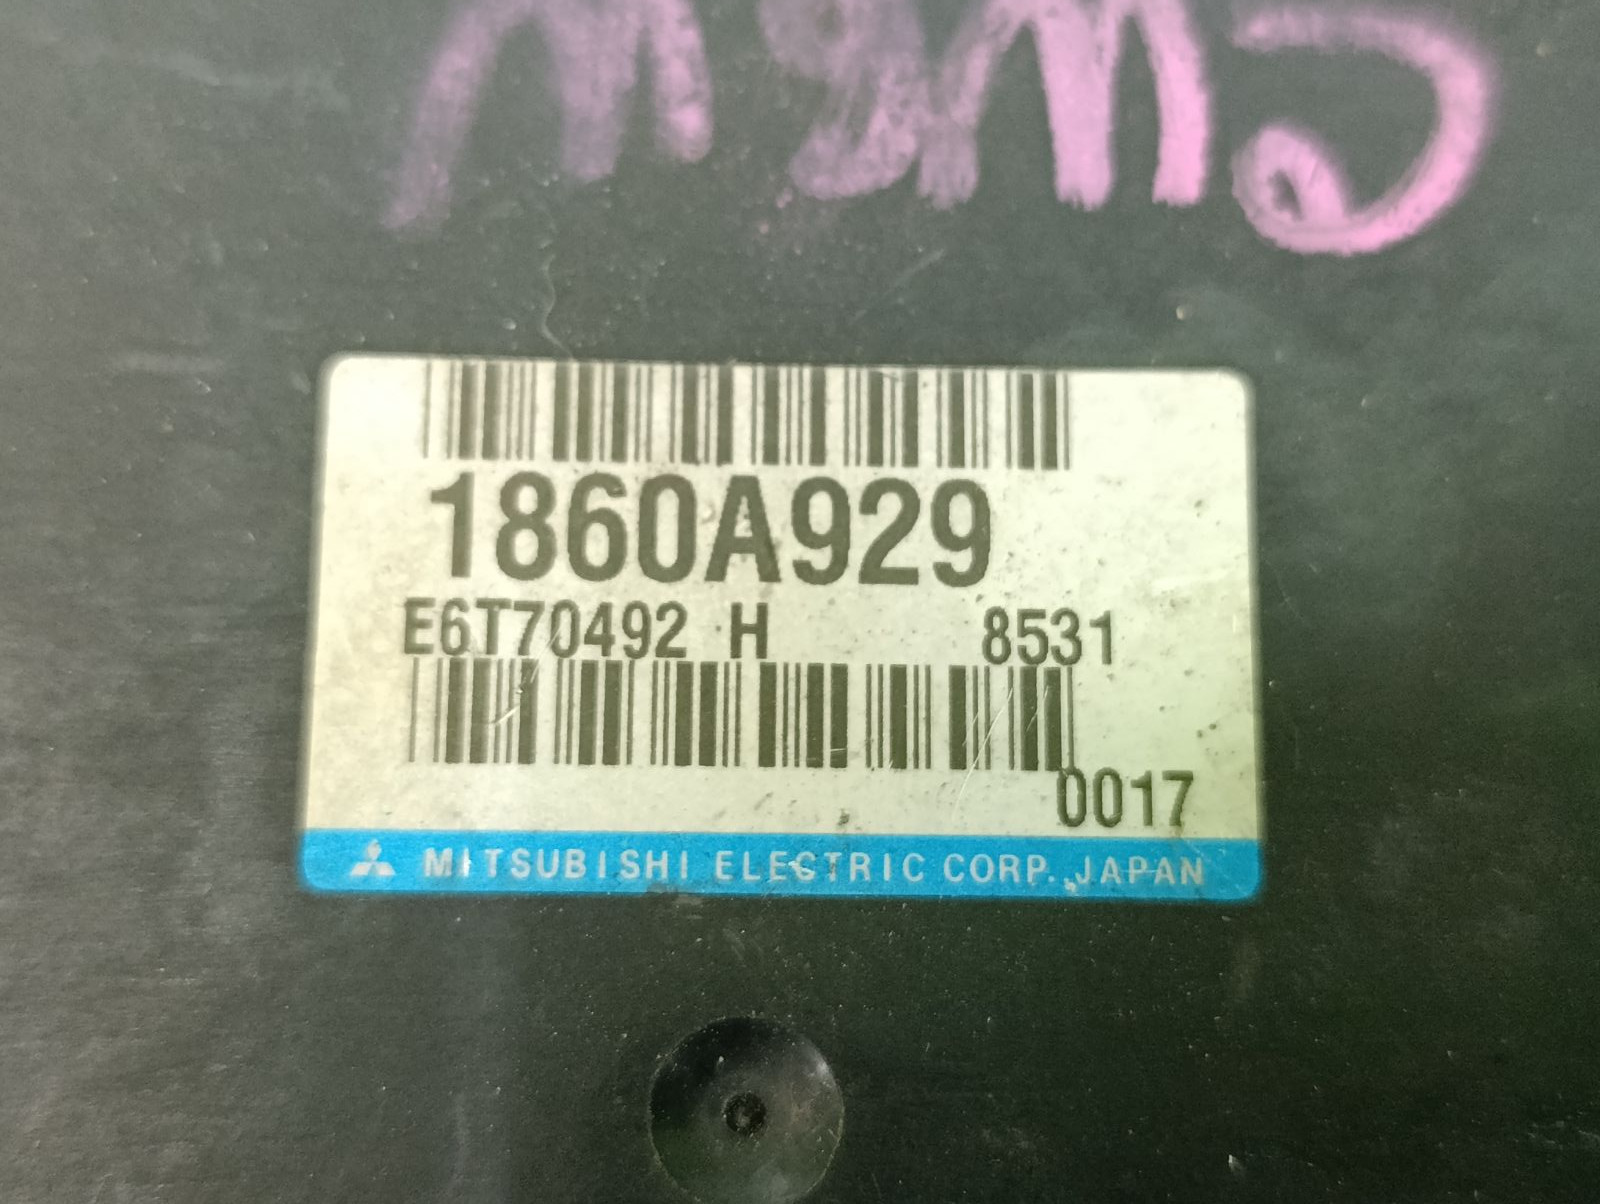 1860A929
E6T70492 H 8531
0017
MITSUBISHI ELECTRIC CORP. JAPAN